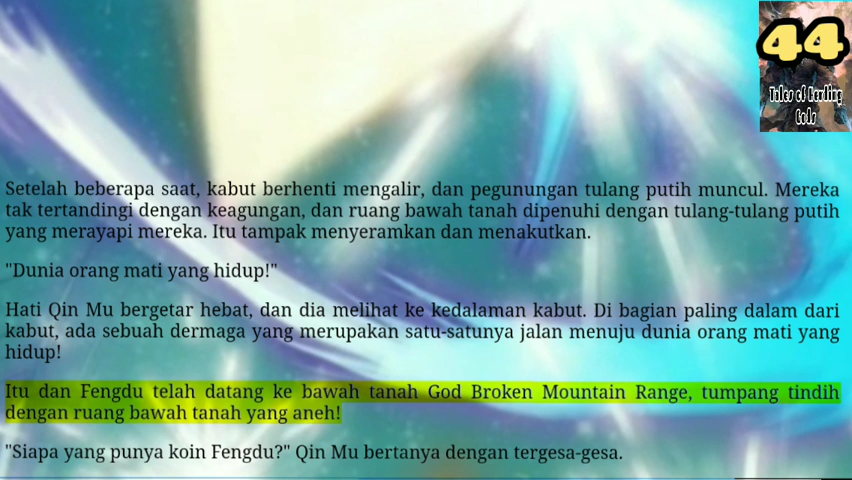 44
Tales of Herding
Gods
Setelah beberapa saat, kabut berhenti mengalir, dan pegunungan tulang putih muncul. Mereka
tak tertandingi dengan keagungan, dan ruang bawah tanah dipenuhi dengan tulang-tulang putih
yang merayapi mereka. Itu tampak menyeramkan dan menakutkan.
"Dunia orang mati yang hidup!"
Hati Qin Mu bergetar hebat, dan dia melihat ke kedalaman kabut. Di bagian paling dalam dari
kabut, ada sebuah dermaga yang merupakan satu-satunya jalan menuju dunia orang mati yang
hidup!
Itu dan Fengdu telah datang ke bawah tanah God Broken Mountain Range, tumpang tindih
dengan ruang bawah tanah yang aneh!
"Siapa yang punya koin Fengdu?" Qin Mu bertanya dengan tergesa-gesa.